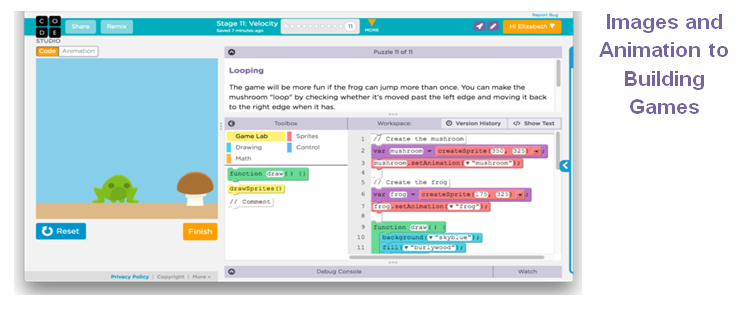 Report Bug
C O D E
STUDIO
Share
Remix
Stage 11: Velocity
Saved 7 minutes ago
11
MORE
Hi Elizabeth ▼
Code Animation
Puzzle 11 of 11
Looping
The game will be more fun if the frog can jump more than once. You can make the
mushroom "loop" by checking whether it's moved past the left edge and moving it back
to the right edge when it has.
Toolbox
Workspace:
Version History
</> Show Text
Game Lab
Sprites
Drawing
Control
Math
function draw() {}
drawSprites()
// Comment
1 // Create the mushroom
2 var mushroom = createSprite(350, 325);
3 mushroom.setAnimation(▼"mushroom");
4
5 // Create the frog
6 var frog = createSprite(175, 325);
7 frog.setAnimation(▼"frog");
8
9 function draw() {
10 background(▼"skyblue");
11 fill(▼"burlywood");
Reset
Finish
Privacy Policy | Copyright | More
Debug Console
Watch
Images and
Animation to
Building
Games